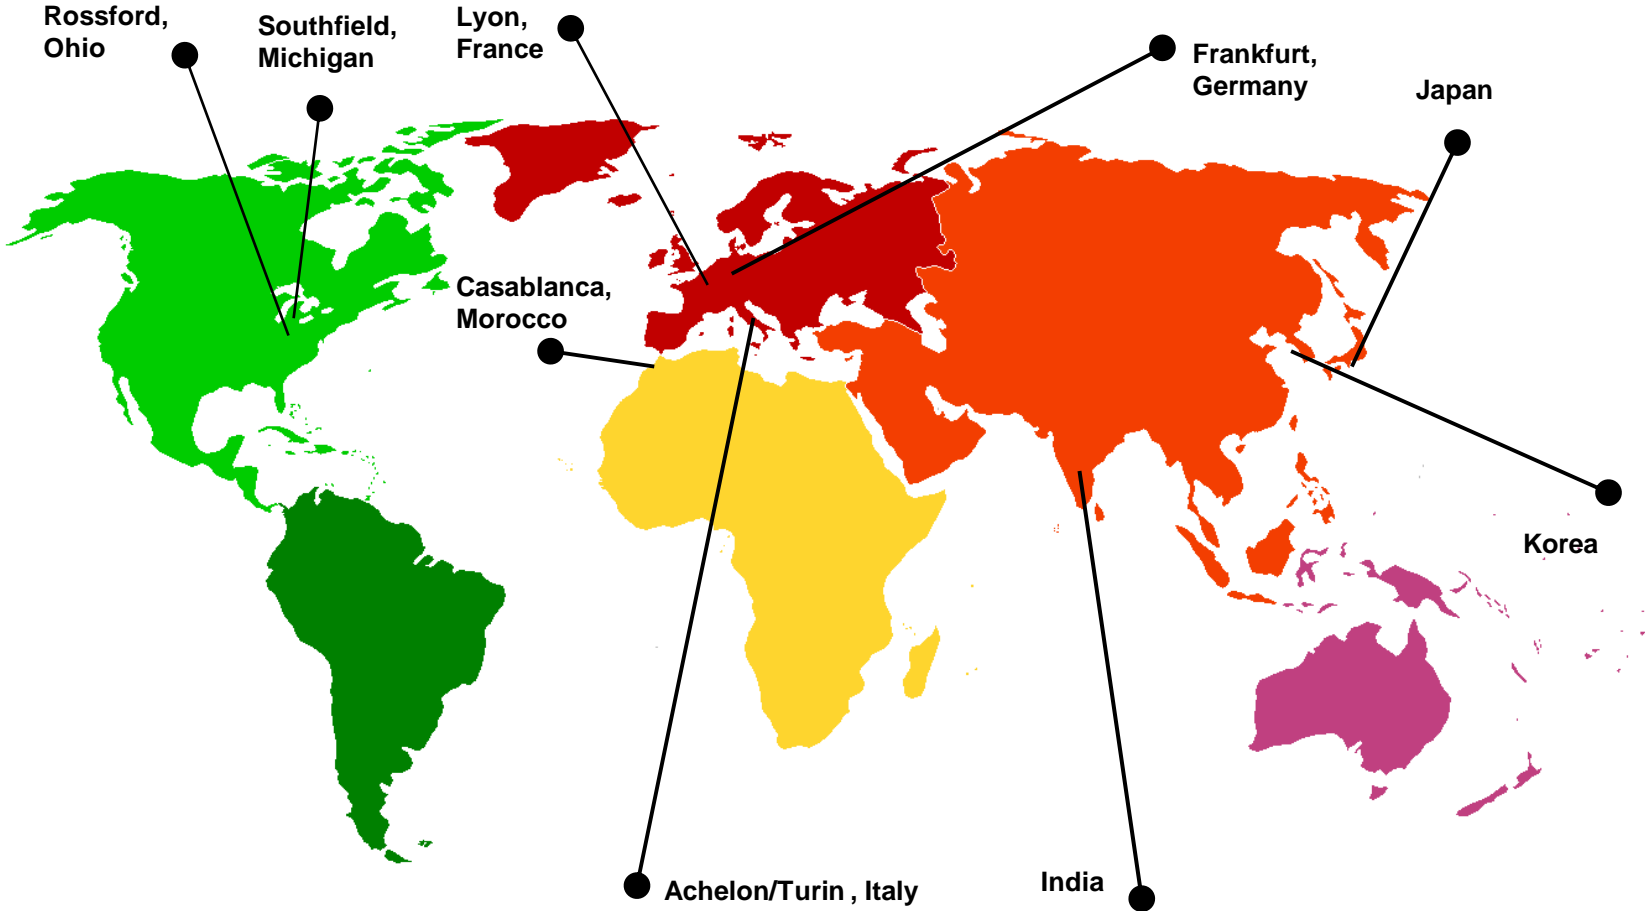 Rossford,
Ohio
Southfield,
Michigan
Lyon,
France
Frankfurt,
Germany
Japan
Casablanca,
Morocco
Korea
Achelon/Turin , Italy
India